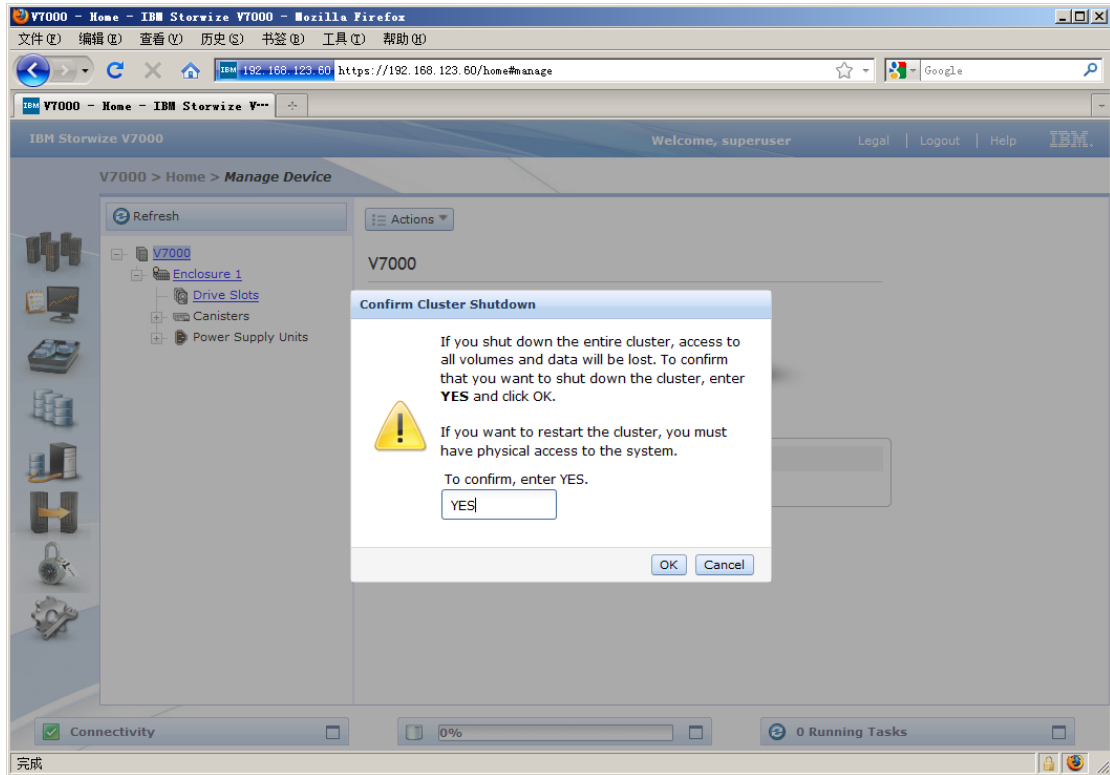 V7000 - Home - IBM Storwize V7000 - Mozilla Firefox
文件(F) 编辑(E) 查看(V) 历史(S) 书签(B) 工具(T) 帮助(H)
IBM 192.168.123.60 https://192.168.123.60/home#manage
Google
IBM V7000 - Home - IBM Storwize V···
IBM Storwize V7000
Welcome, superuser
Legal | Logout | Help
IBM.
V7000 > Home > Manage Device
Refresh
Actions
V7000
Enclosure 1
Drive Slots
Canisters
Power Supply Units
V7000
Confirm Cluster Shutdown
If you shut down the entire cluster, access to
all volumes and data will be lost. To confirm
that you want to shut down the cluster, enter
YES and click OK.
If you want to restart the cluster, you must
have physical access to the system.
To confirm, enter YES.
YES
OK
Cancel
Connectivity
0%
0 Running Tasks
完成